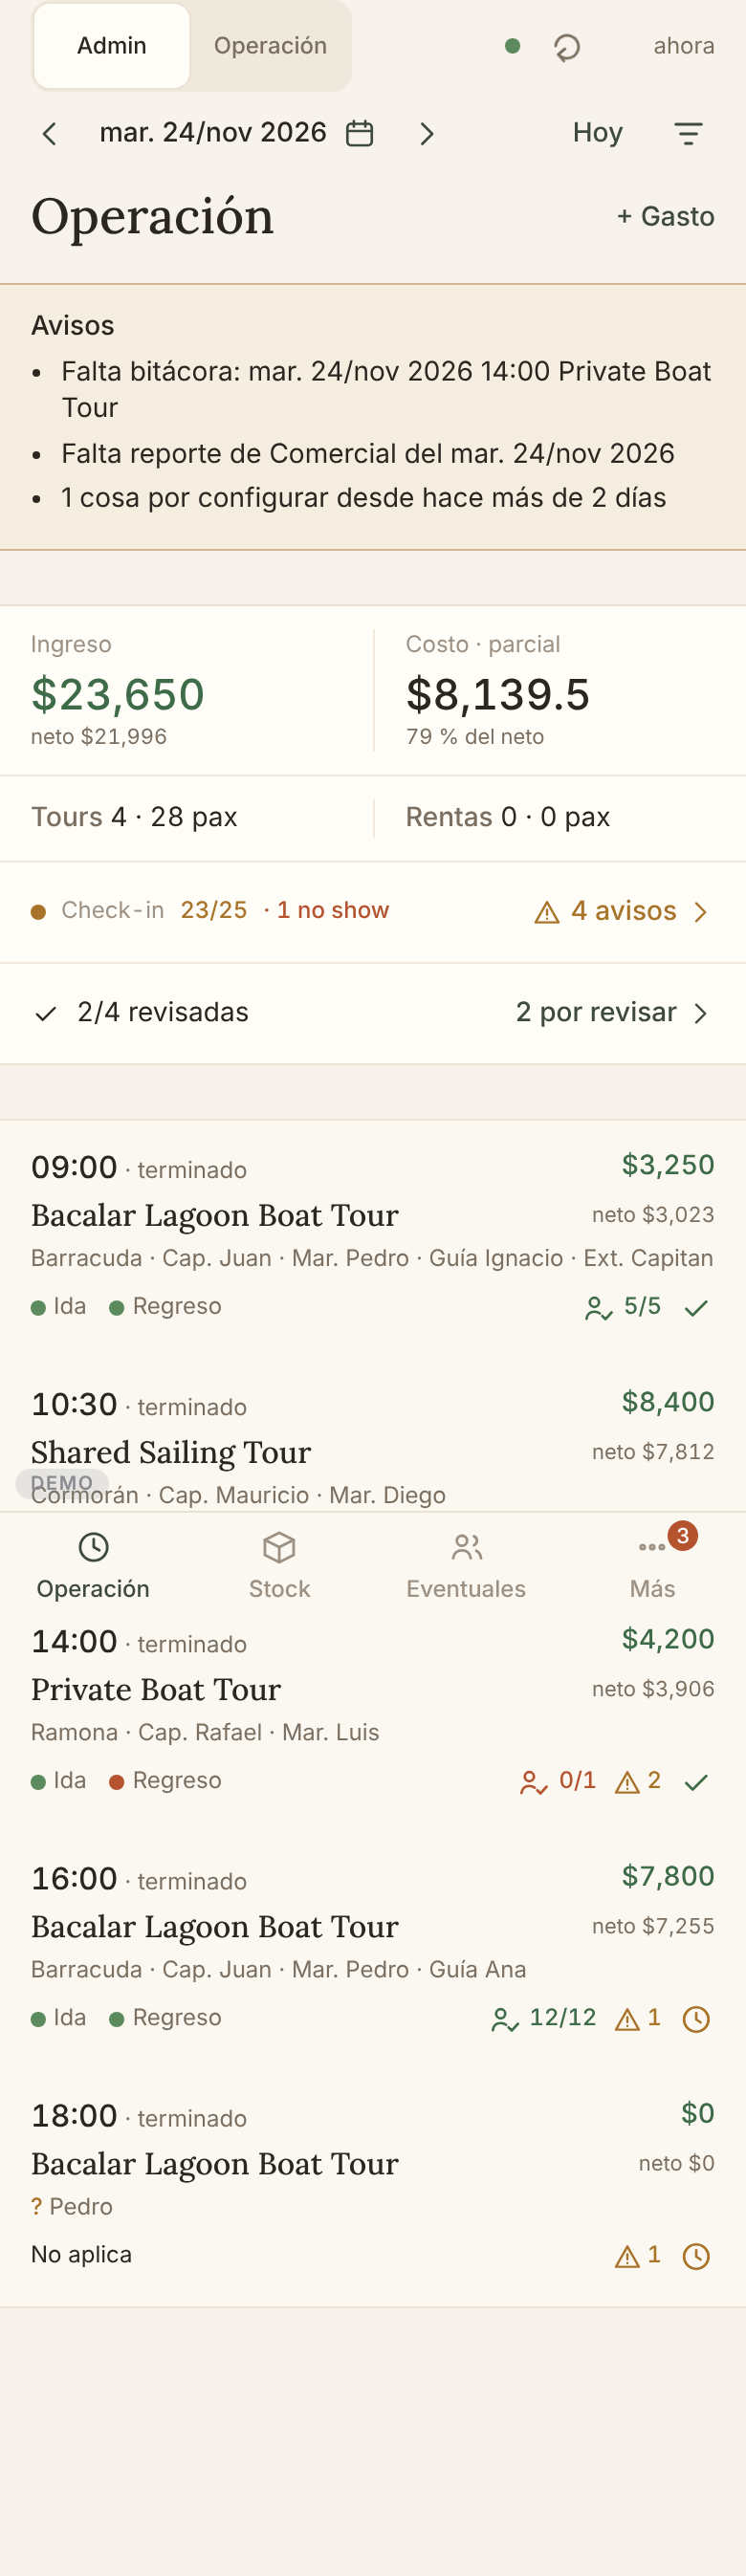 Admin
Operación
ahora
mar. 24/nov 2026
Hoy
Operación
+ Gasto
Avisos
• Falta bitácora: mar. 24/nov 2026 14:00 Private Boat
Tour
• Falta reporte de Comercial del mar. 24/nov 2026
• 1 cosa por configurar desde hace más de 2 días
Ingreso
$23,650
neto $21,996
Costo · parcial
$8,139.5
79 % del neto
Tours 4 · 28 pax
Rentas 0 · 0 pax
Check-in 23/25 · 1 no show
4 avisos
2/4 revisadas
2 por revisar
09:00 · terminado
$3,250
Bacalar Lagoon Boat Tour
neto $3,023
Barracuda · Cap. Juan · Mar. Pedro · Guía Ignacio · Ext. Capitan
Ida
Regreso
5/5
10:30 · terminado
$8,400
Shared Sailing Tour
neto $7,812
DEMO
Cormorán · Cap. Mauricio · Mar. Diego
3
Operación
Stock
Eventuales
Más
14:00 · terminado
$4,200
Private Boat Tour
neto $3,906
Ramona · Cap. Rafael · Mar. Luis
Ida
Regreso
0/1
2
16:00 · terminado
$7,800
Bacalar Lagoon Boat Tour
neto $7,255
Barracuda · Cap. Juan · Mar. Pedro · Guía Ana
Ida
Regreso
12/12
1
18:00 · terminado
$0
Bacalar Lagoon Boat Tour
neto $0
? Pedro
No aplica
1